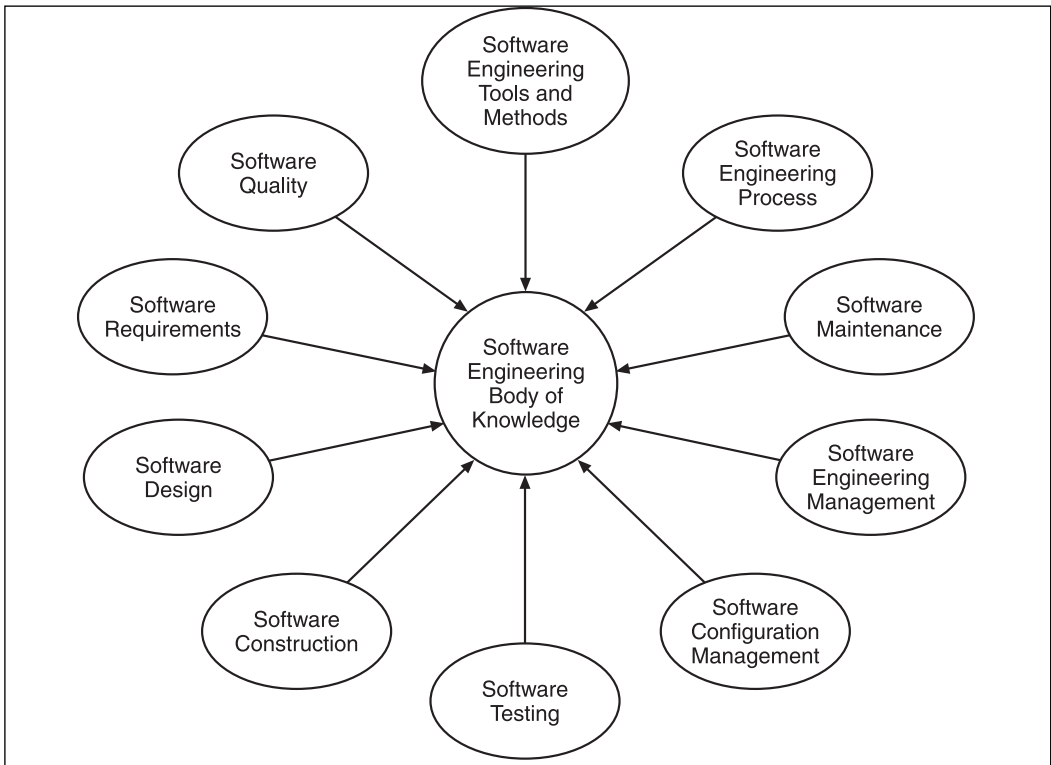 Software
Engineering
Tools and
Methods
Software
Quality
Software
Engineering
Process
Software
Requirements
Software
Maintenance
Software
Engineering
Body of
Knowledge
Software
Design
Software
Engineering
Management
Software
Construction
Software
Configuration
Management
Software
Testing